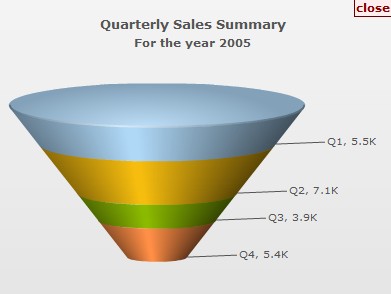 close
Quarterly Sales Summary
For the year 2005
Q1, 5.5K
Q2, 7.1K
Q3, 3.9K
Q4, 5.4K